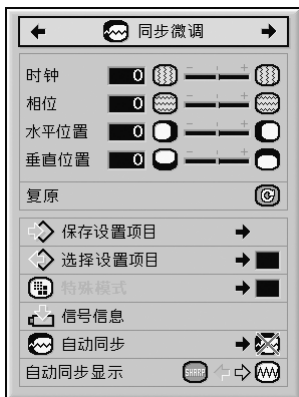 同步微调
时钟 0
相位 0
水平位置 0
垂直位置 0
复原
保存设置项目
选择设置项目
特殊模式
信号信息
自动同步
自动同步显示 SHARP